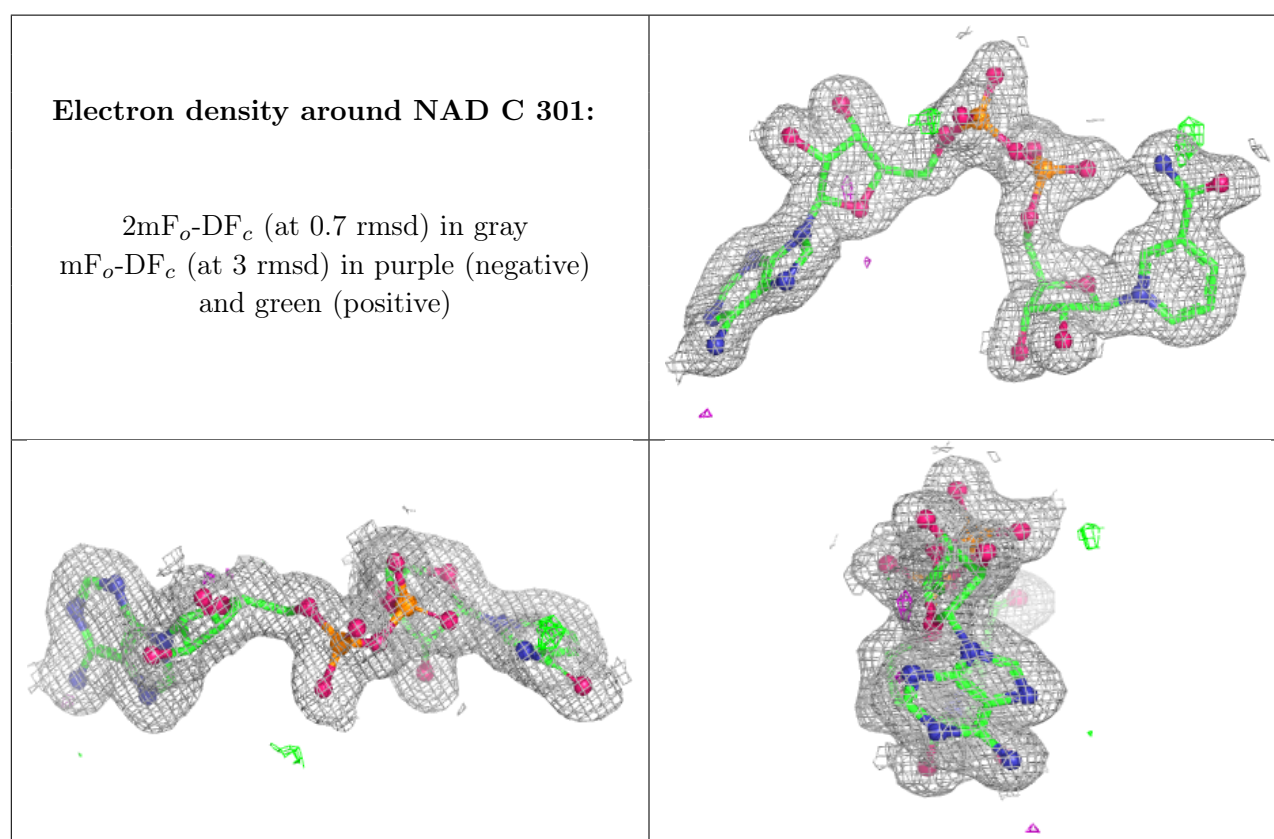 Electron density around NAD C 301:
2mFo-DFc (at 0.7 rmsd) in gray
mFo-DFc (at 3 rmsd) in purple (negative)
and green (positive)